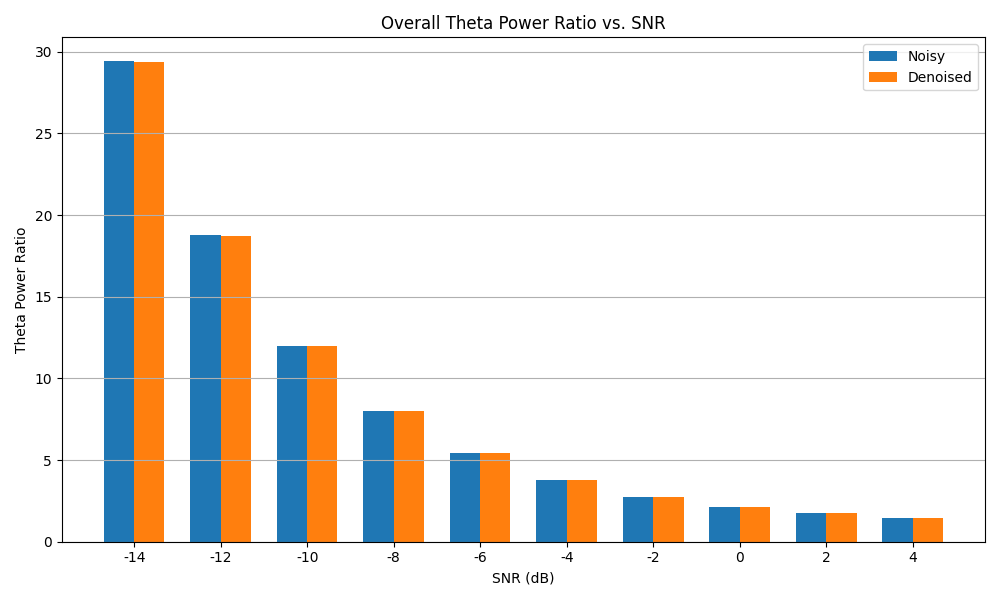 Overall Theta Power Ratio vs. SNR
Noisy
Denoised
Theta Power Ratio
30
25
20
15
10
5
0
-14 -12 -10 -8 -6 -4 -2 0 2 4
SNR (dB)